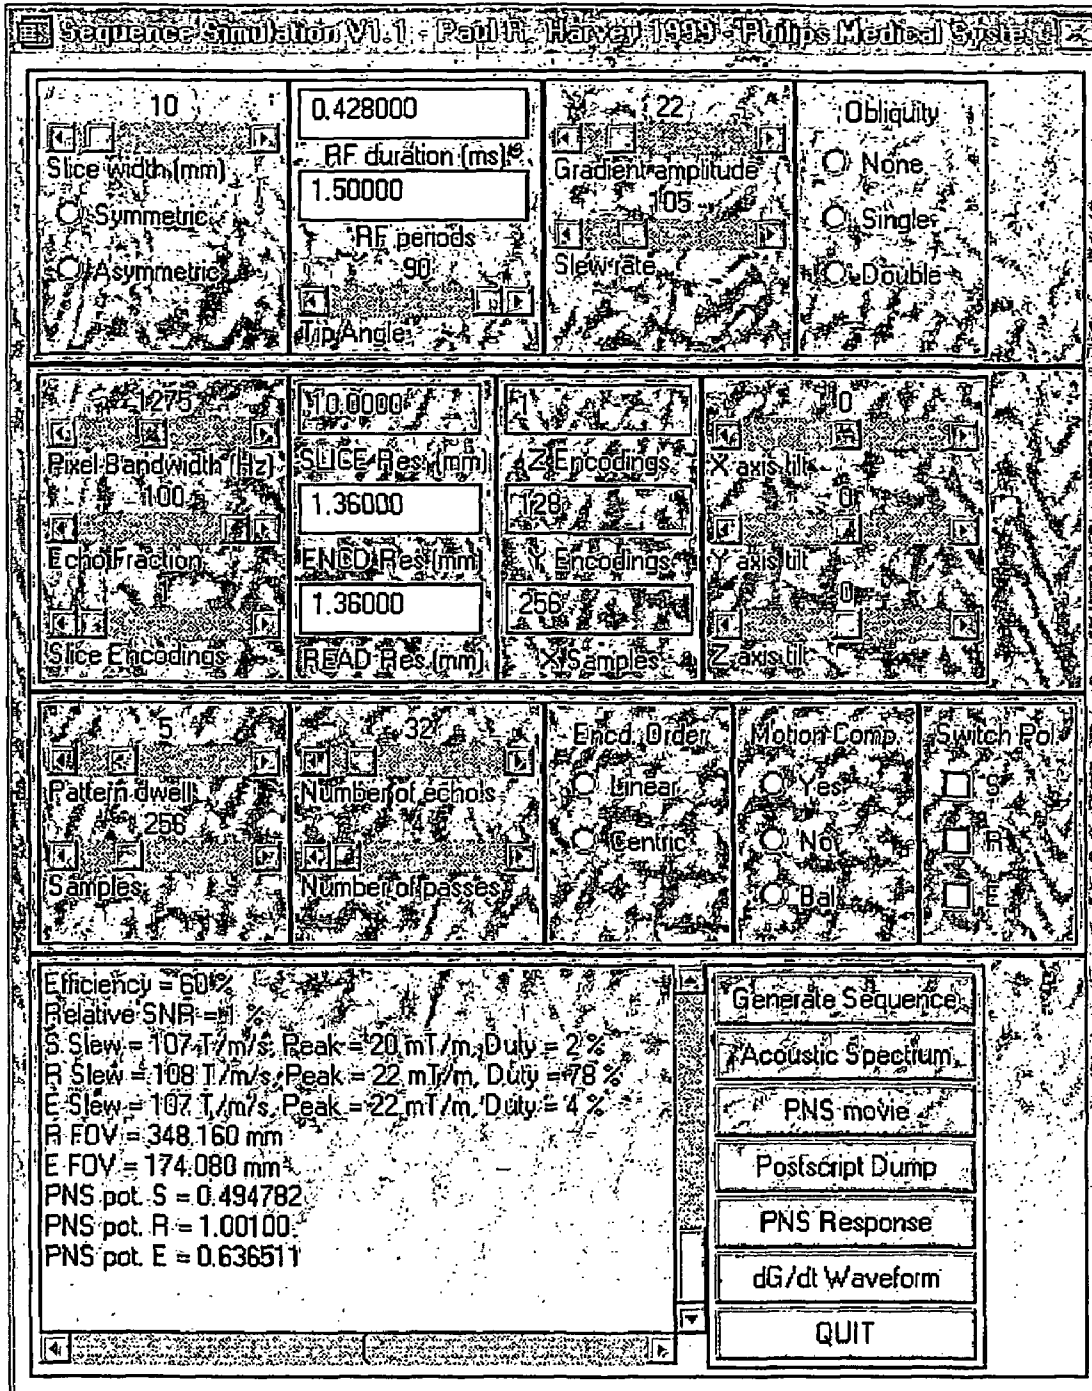 Sequence Simulation V1.1 - Paul R. Harvey 1999 - Philips Medical Syste
10
Slice width (mm)
Symmetric
Asymmetric
0.428000
RF duration (ms)
1.50000
RF periods
90
Tip Angle
22
Gradient amplitude
105
Slew rate
Obliquity
None
Single
Double
1275
Pixel Bandwidth (Hz)
100
Echo Fraction
1
Slice Encodings
10.0000
SLICE Res. (mm)
1.36000
ENCD Res (mm)
1.36000
READ Res (mm)
1
Z Encodings
128
Y Encodings
256
X Samples
0
X axis tilt
0
Y axis tilt
0
Z axis tilt
5
Pattern dwell
256
Samples
32
Number of echo's
4
Number of passes
Encd. Order
Linear
Centric
Motion Comp
Yes
No
Bal
Switch Pol
S
R
E
Efficiency = 60 %
Relative SNR = 1 %
S Slew = 107 T/m/s, Peak = 20 mT/m, Duty = 2 %
R Slew = 108 T/m/s, Peak = 22 mT/m, Duty = 78 %
E Slew = 107 T/m/s, Peak = 22 mT/m, Duty = 4 %
R FOV = 348.160 mm
E FOV = 174.080 mm
PNS pot. S = 0.494782
PNS pot. R = 1.00100
PNS pot. E = 0.636511
Generate Sequence
Acoustic Spectrum
PNS movie
Postscript Dump
PNS Response
dG/dt Waveform
QUIT